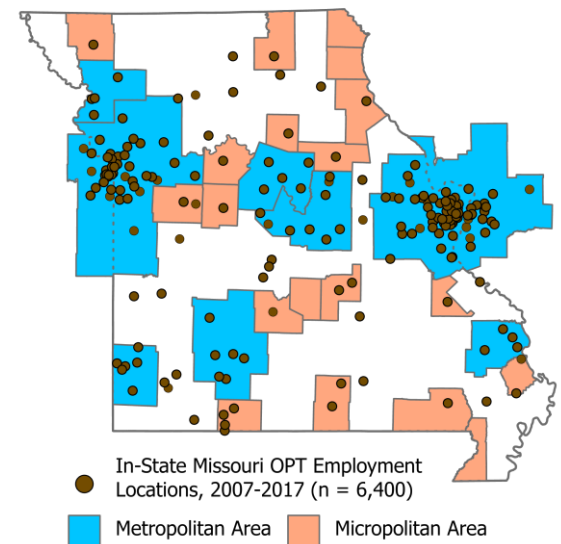 In-State Missouri OPT Employment
Locations, 2007-2017 (n = 6,400)
Metropolitan Area
Micropolitan Area